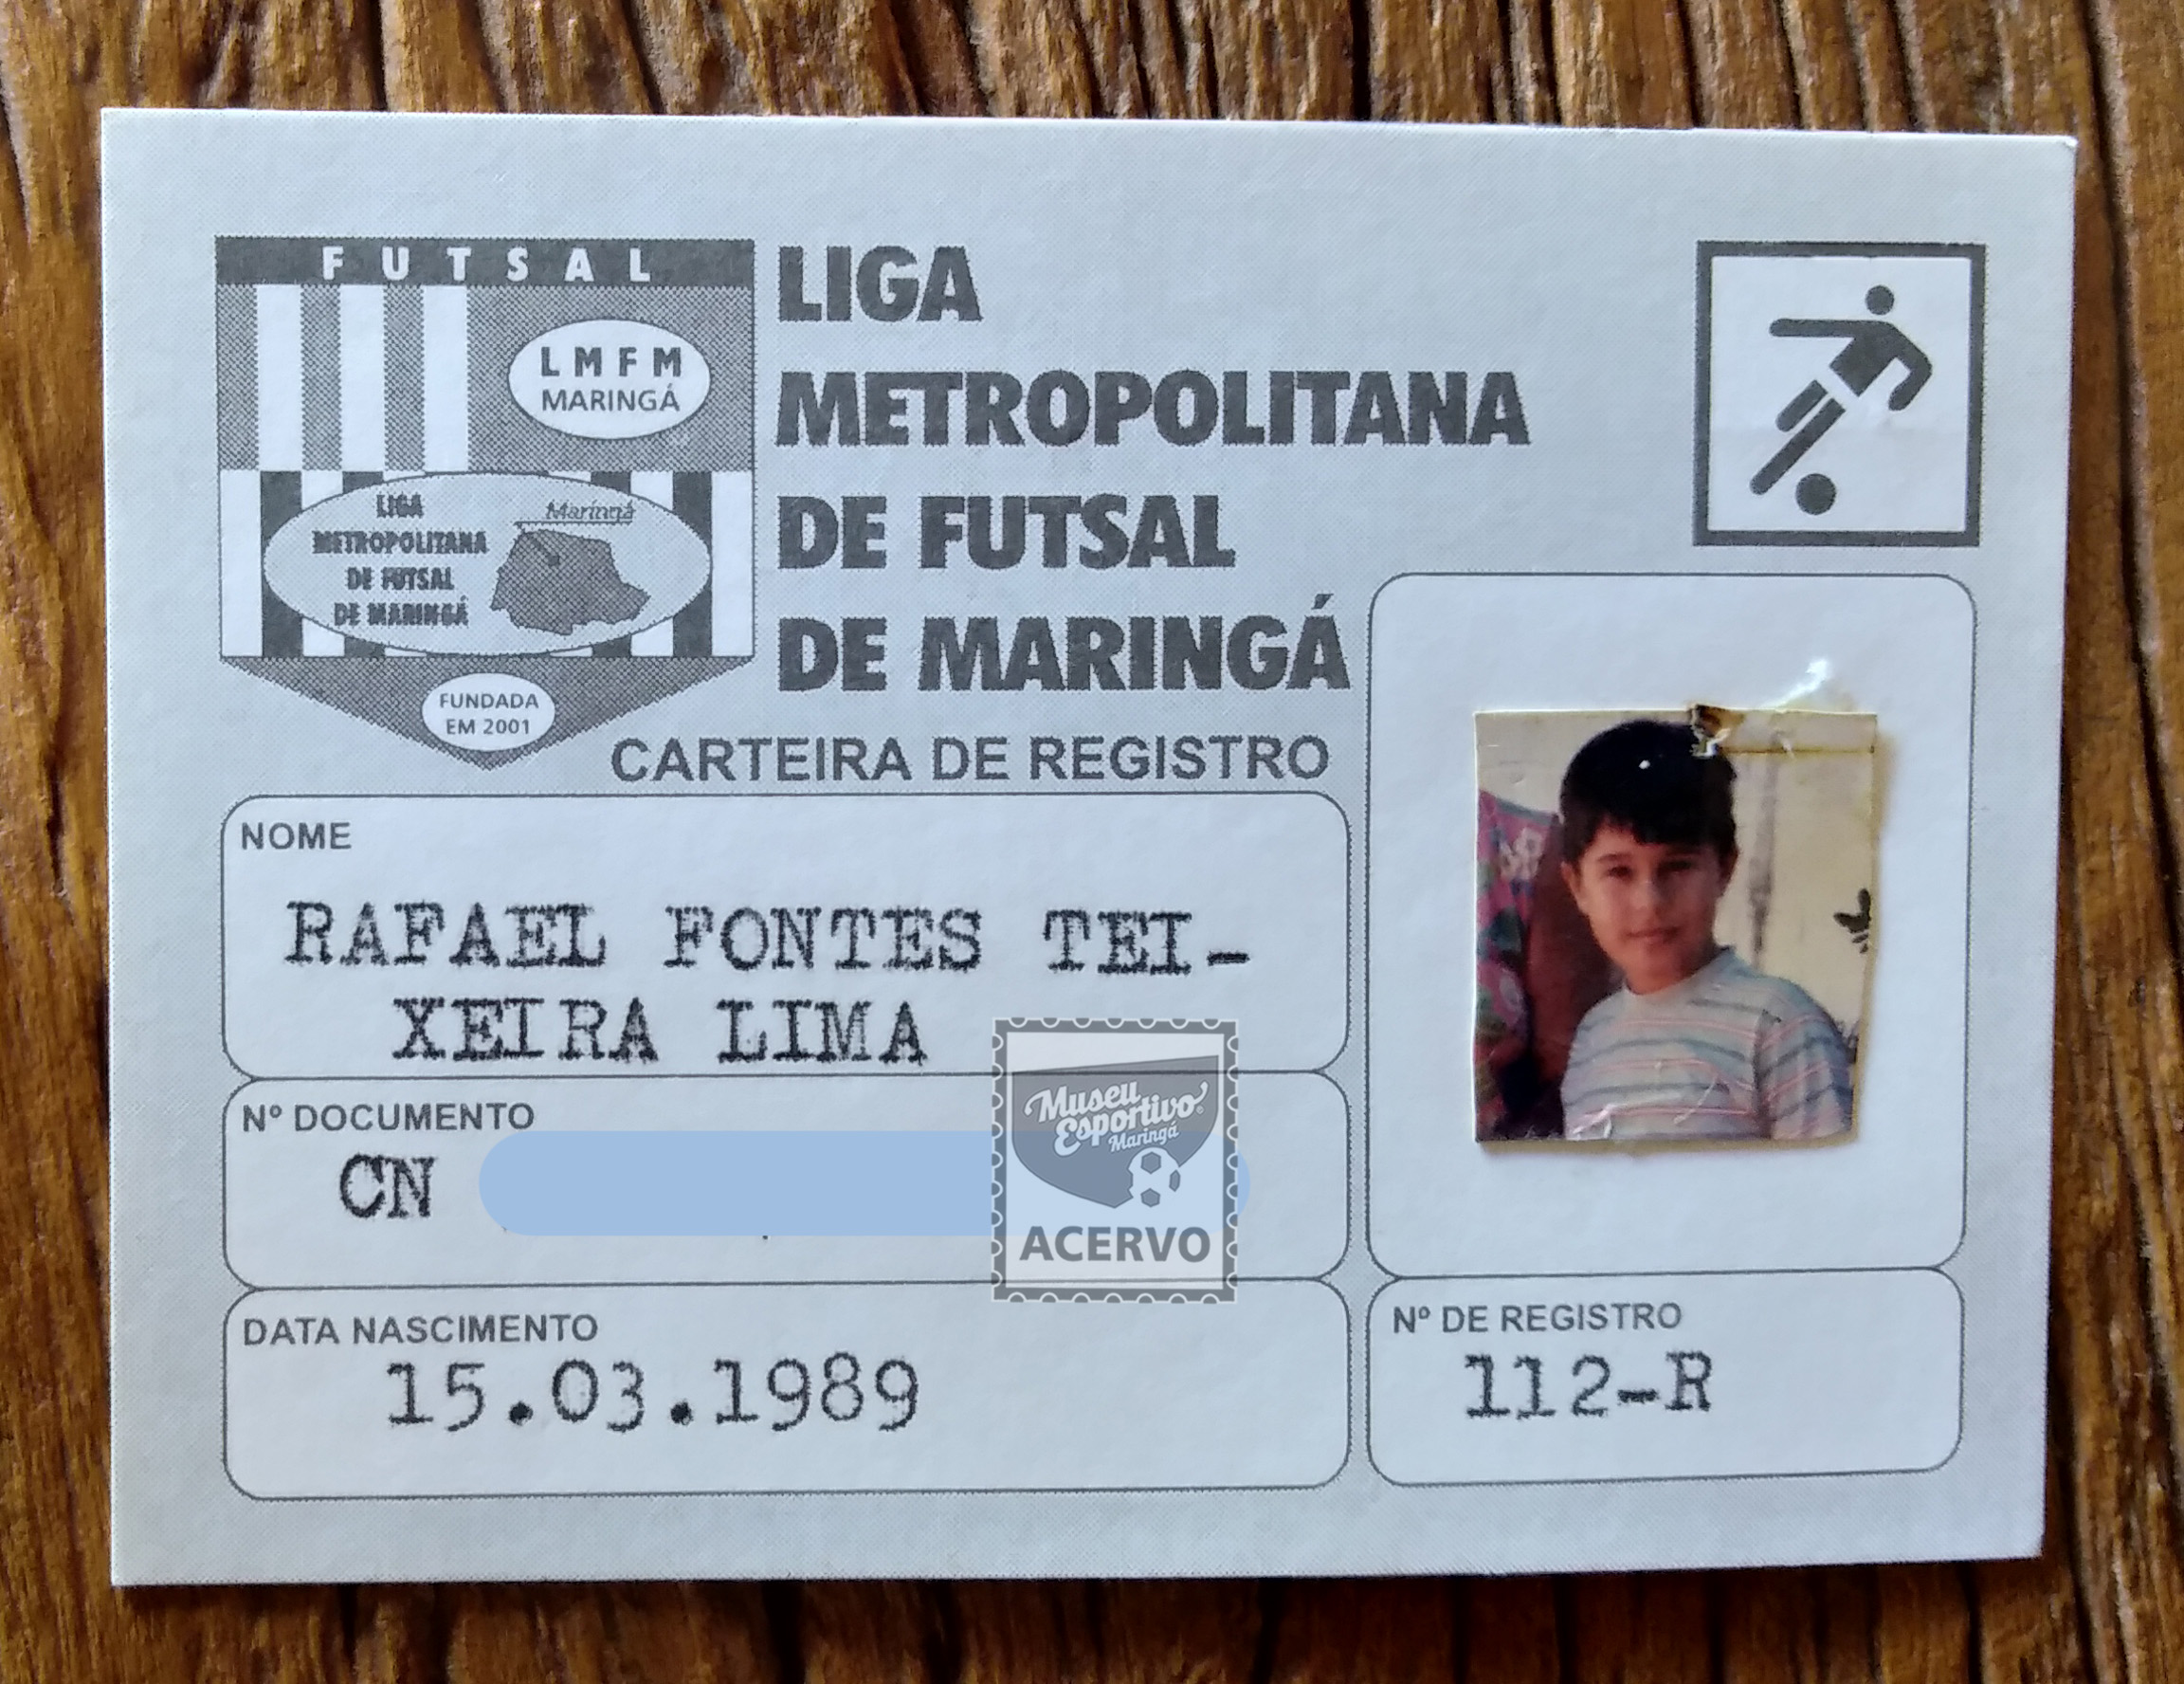 FUTSAL
LMFM
MARINGÁ
LIGA
METROPOLITANA
DE FUTSAL
DE MARINGÁ
Maringá
FUNDADA
EM 2001
LIGA
METROPOLITANA
DE FUTSAL
DE MARINGÁ
CARTEIRA DE REGISTRO
NOME
RAFAEL FONTES TEI-
XEIRA LIMA
Nº DOCUMENTO
CN
Museu
Esportivo
Maringá
ACERVO
DATA NASCIMENTO
15.03.1989
Nº DE REGISTRO
112-R